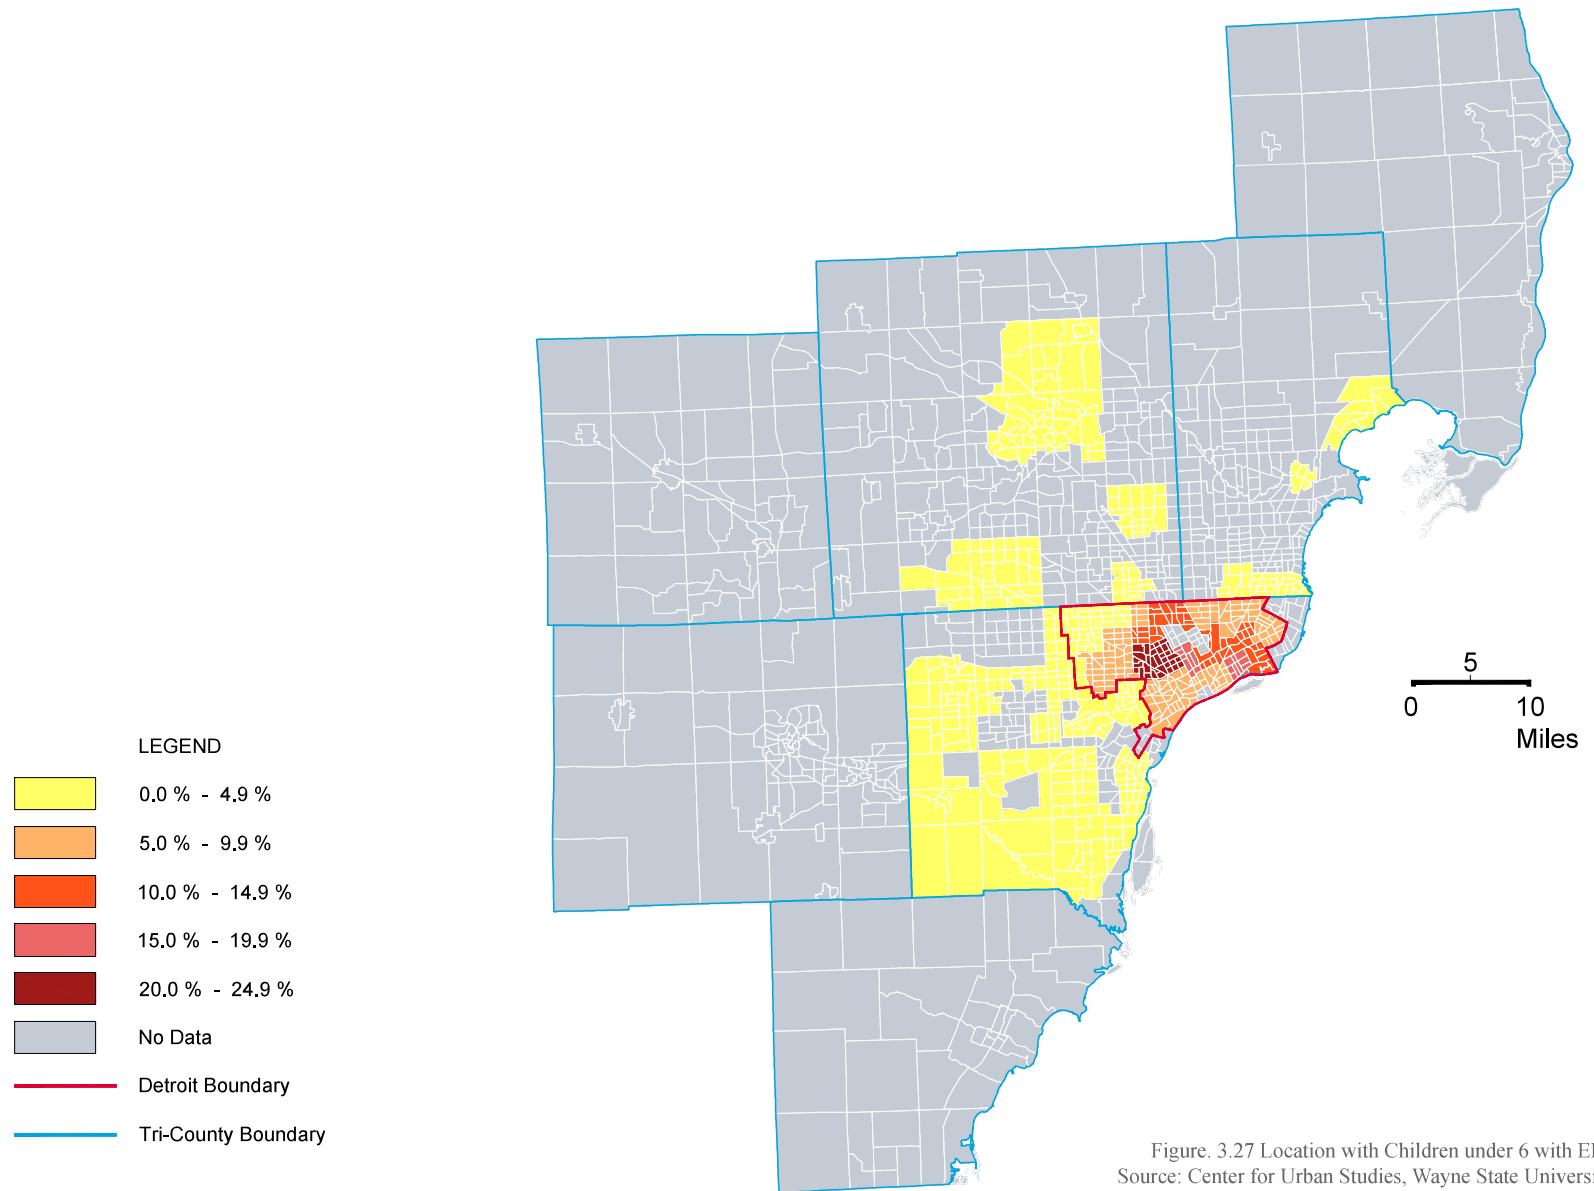 LEGEND
0.0 % - 4.9 %
5.0 % - 9.9 %
10.0 % - 14.9 %
15.0 % - 19.9 %
20.0 % - 24.9 %
No Data
Detroit Boundary
Tri-County Boundary
5
0 10
Miles
Figure. 3.27 Location with Children under 6 with
Source: Center for Urban Studies, Wayne State